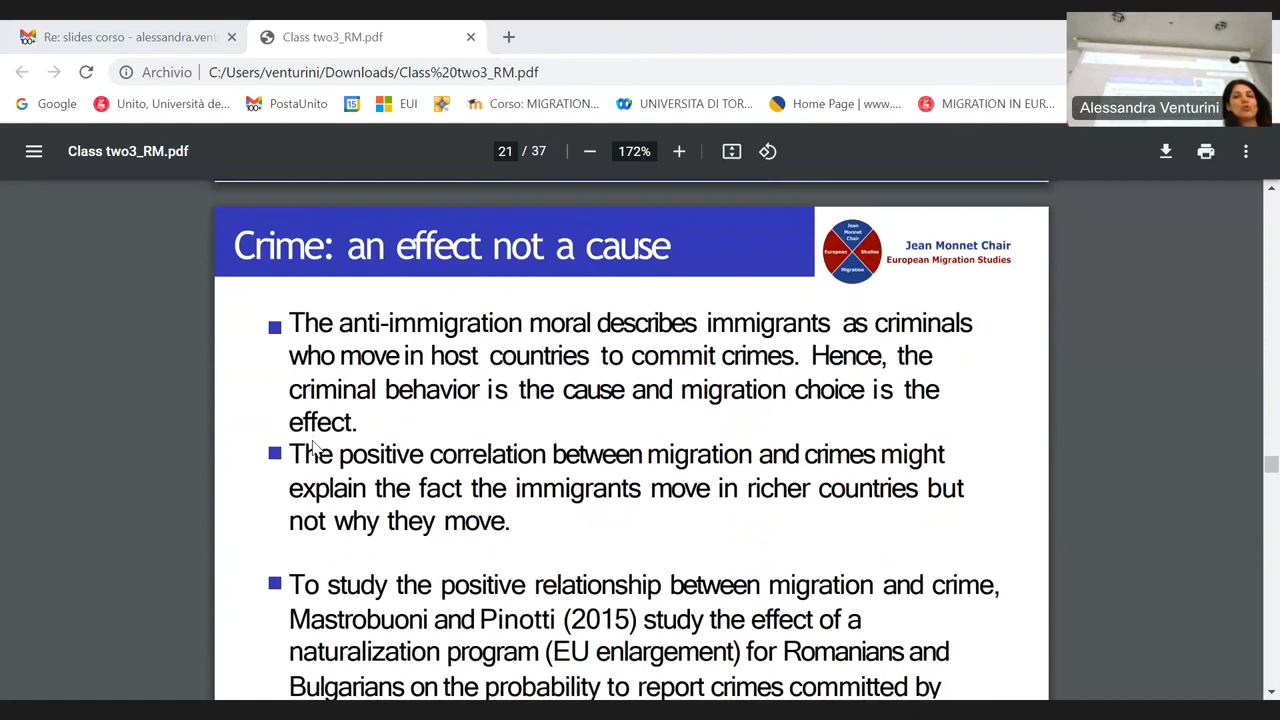 Re: slides corso - alessandra.vent
Class two3_RM.pdf
Archivio
C:/Users/venturini/Downloads/Class%20two3_RM.pdf
Google
Unito, Università de...
PostaUnito
EUI
Corso: MIGRATION...
UNIVERSITA DI TOR...
Home Page | www....
MIGRATION IN EUR...
Alessandra Venturini
Class two3_RM.pdf
21 / 37
172%
Crime: an effect not a cause
Jean Monnet Chair
European Studies
Migration
Jean Monnet Chair
European Migration Studies
The anti-immigration moral describes immigrants as criminals
who move in host countries to commit crimes. Hence, the
criminal behavior is the cause and migration choice is the
effect.
The positive correlation between migration and crimes might
explain the fact the immigrants move in richer countries but
not why they move.
To study the positive relationship between migration and crime,
Mastrobuoni and Pinotti (2015) study the effect of a
naturalization program (EU enlargement) for Romanians and
Bulgarians on the probability to report crimes committed by